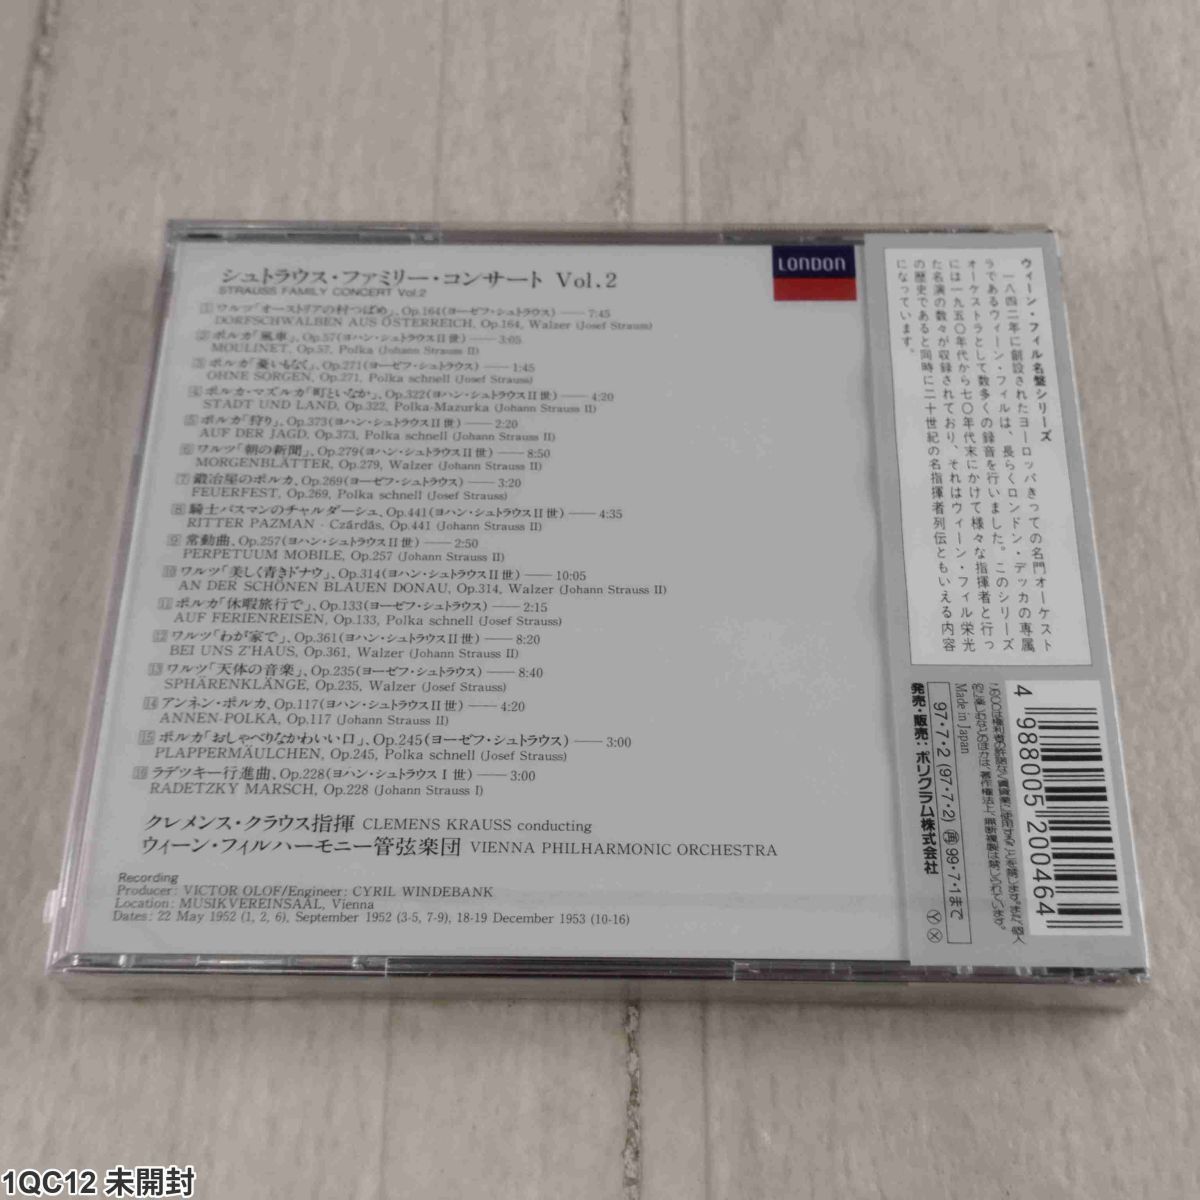 シュトラウス・ファミリー・コンサート Vol.2
STRAUSS FAMILY CONCERT Vol.2
LONDON
1 ワルツ「オーストリアの村つばめ」、Op.164(ヨーゼフ・シュトラウス)——7:45
DORFSCHWALBEN AUS ÖSTERREICH, Op.164, Walzer (Josef Strauss)
2 ポルカ「風車」、Op.57(ヨハン・シュトラウスII世)——3:05
MOULINET, Op.57, Polka (Johann Strauss II)
3 ポルカ「憂いもなく」、Op.271(ヨーゼフ・シュトラウス)——1:45
OHNE SORGEN, Op.271, Polka schnell (Josef Strauss)
4 ポルカ・マズルカ「町といなか」、Op.322(ヨハン・シュトラウスII世)——4:20
STADT UND LAND, Op.322, Polka-Mazurka (Johann Strauss II)
5 ポルカ「狩り」、Op.373(ヨハン・シュトラウスII世)——2:20
AUF DER JAGD, Op.373, Polka schnell (Johann Strauss II)
6 ワルツ「朝の新聞」、Op.279(ヨハン・シュトラウスII世)——8:50
MORGENBLÄTTER, Op.279, Walzer (Johann Strauss II)
7 鍛冶屋のポルカ、Op.269(ヨーゼフ・シュトラウス)——3:20
FEUERFEST, Op.269, Polka schnell (Josef Strauss)
8 騎士パスマンのチャルダーシュ、Op.441(ヨハン・シュトラウスII世)——4:35
RITTER PAZMAN - Czárdás, Op.441 (Johann Strauss II)
9 常動曲、Op.257(ヨハン・シュトラウスII世)——2:50
PERPETUUM MOBILE, Op.257 (Johann Strauss II)
10 ワルツ「美しく青きドナウ」、Op.314(ヨハン・シュトラウスII世)——10:05
AN DER SCHÖNEN BLAUEN DONAU, Op.314, Walzer (Johann Strauss II)
11 ポルカ「休暇旅行で」、Op.133(ヨーゼフ・シュトラウス)——2:15
AUF FERIENREISEN, Op.133, Polka schnell (Josef Strauss)
12 ワルツ「わが家で」、Op.361(ヨハン・シュトラウスII世)——8:20
BEI UNS Z'HAUS, Op.361, Walzer (Johann Strauss II)
13 ワルツ「天体の音楽」、Op.235(ヨーゼフ・シュトラウス)——8:40
SPHÄRENKLÄNGE, Op.235, Walzer (Josef Strauss)
14 アンネン・ポルカ、Op.117(ヨハン・シュトラウスII世)——4:20
ANNEN-POLKA, Op.117 (Johann Strauss II)
15 ポルカ「おしゃべりなかわいい口」、Op.245(ヨーゼフ・シュトラウス)——3:00
PLAPPERMÄULCHEN, Op.245, Polka schnell (Josef Strauss)
16 ラデツキー行進曲、Op.228(ヨハン・シュトラウスI世)——3:00
RADETZKY MARSCH, Op.228 (Johann Strauss I)
クレメンス・クラウス指揮 CLEMENS KRAUSS conducting
ウィーン・フィルハーモニー管弦楽団 VIENNA PHILHARMONIC ORCHESTRA
Recording
Producer: VICTOR OLOF/Engineer: CYRIL WINDEBANK
Location: MUSIKVEREINSAAL, Vienna
Dates: 22 May 1952 (1, 2, 6), September 1952 (3-5, 7-9), 18-19 December 1953 (10-16)
ウィーン・フィル名盤シリーズ
一八四二年に創設されたヨーロッパきっての名門オーケスト
ラであるウィーン・フィルは、長らくロンドン・デッカの専属
オーケストラとして数多くの録音を行いました。このシリーズ
には一九五〇年代から七〇年代末にかけて様々な指揮者と行っ
た名演の数々が収録されており、それはウィーン・フィル栄光
の歴史であると同時に二十世紀の名指揮者列伝ともいえる内容
になっています。
4 988005 200464
Made in Japan
97・7・2 (97・7・2) 再 99・7・1まで
発売・販売:ポリグラム株式会社
Y X
1QC12 未開封